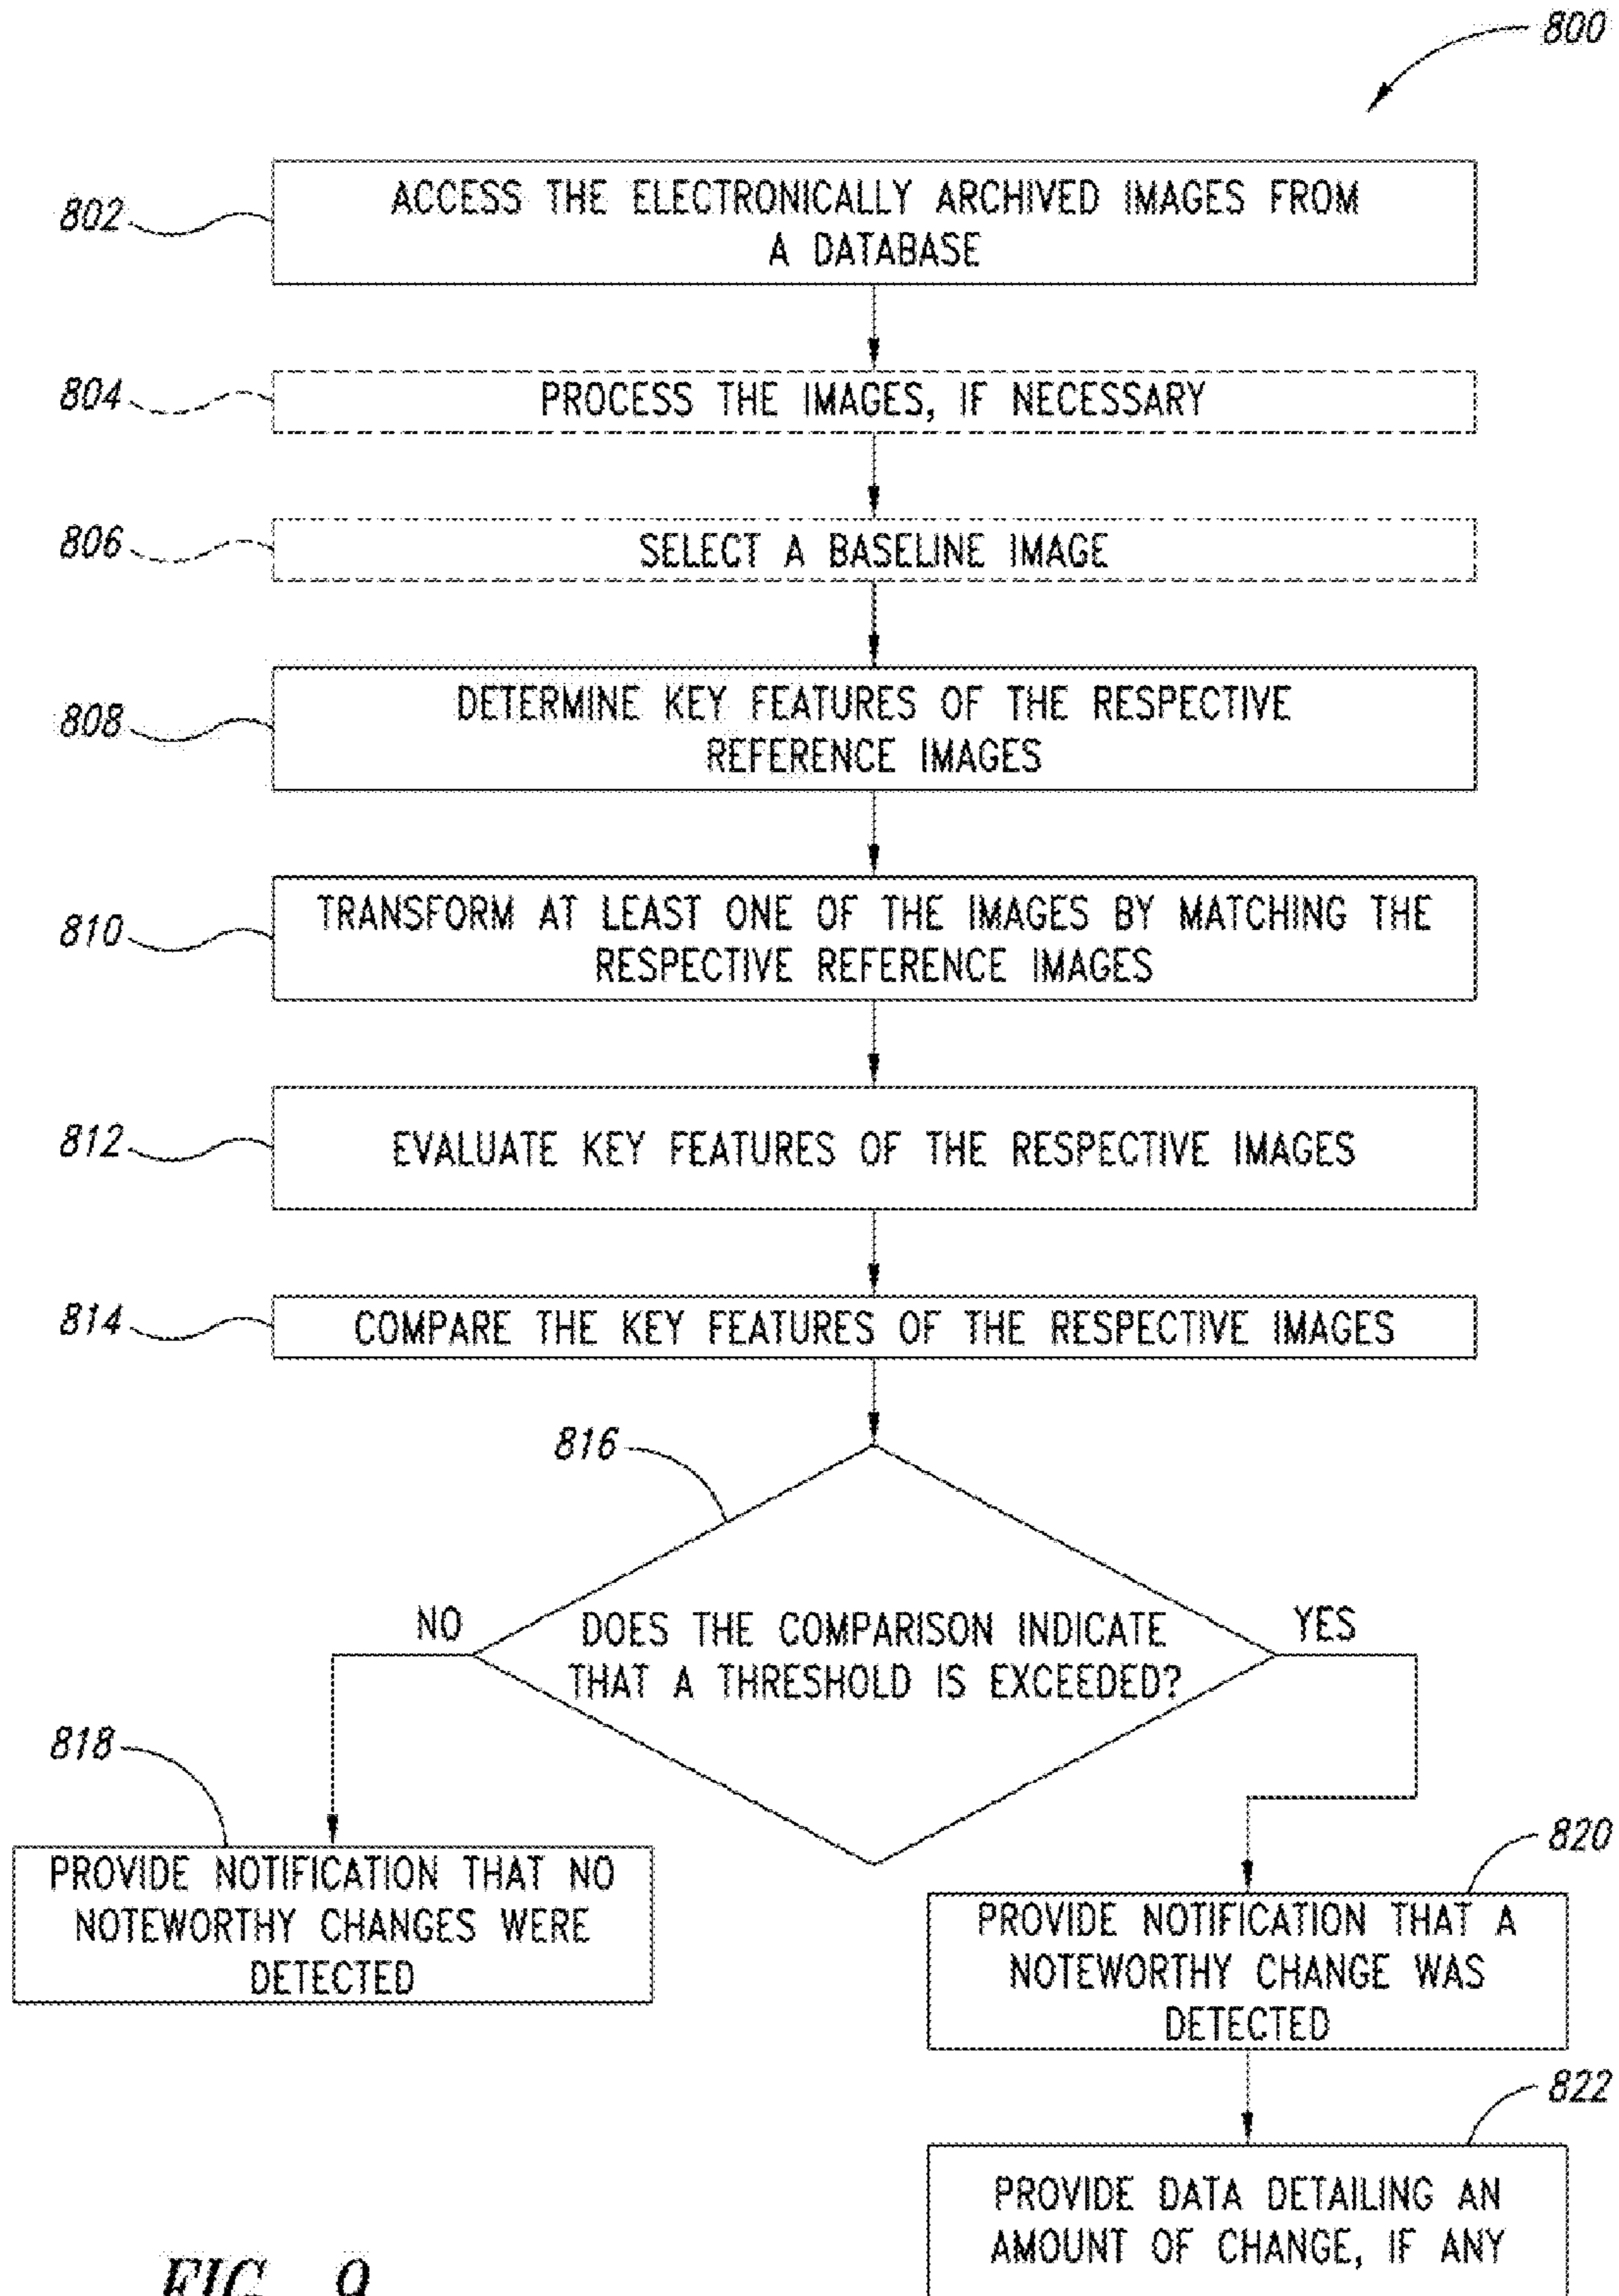 800
802
ACCESS THE ELECTRONICALLY ARCHIVED IMAGES FROM
A DATABASE
804
PROCESS THE IMAGES, IF NECESSARY
806
SELECT A BASELINE IMAGE
808
DETERMINE KEY FEATURES OF THE RESPECTIVE
REFERENCE IMAGES
810
TRANSFORM AT LEAST ONE OF THE IMAGES BY MATCHING THE
RESPECTIVE REFERENCE IMAGES
812
EVALUATE KEY FEATURES OF THE RESPECTIVE IMAGES
814
COMPARE THE KEY FEATURES OF THE RESPECTIVE IMAGES
816
NO
DOES THE COMPARISON INDICATE
THAT A THRESHOLD IS EXCEEDED?
YES
818
PROVIDE NOTIFICATION THAT NO
NOTEWORTHY CHANGES WERE
DETECTED
820
PROVIDE NOTIFICATION THAT A
NOTEWORTHY CHANGE WAS
DETECTED
822
PROVIDE DATA DETAILING AN
AMOUNT OF CHANGE, IF ANY
FIG. 9